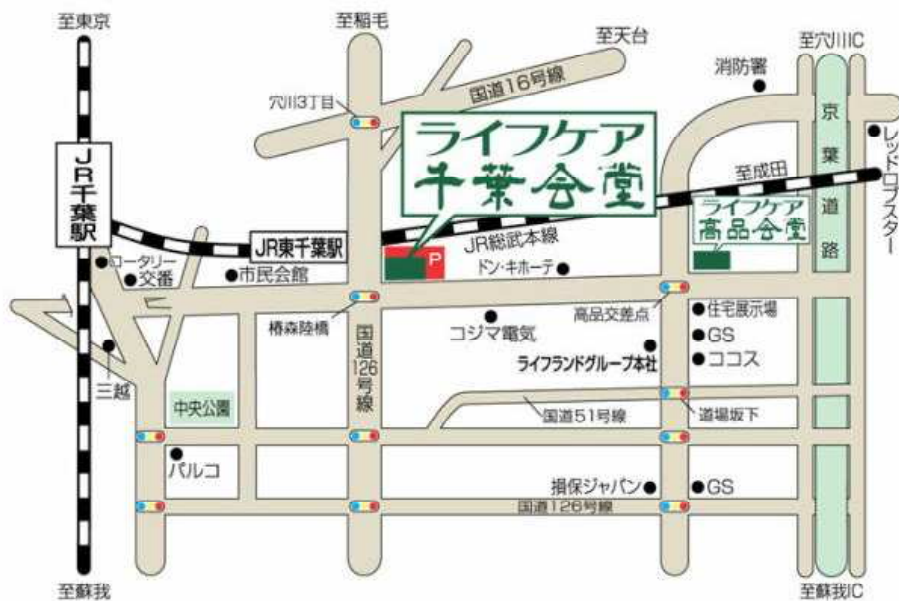 至東京
至稲毛
至天台
至穴川IC
消防署
国道16号線
穴川3丁目
京葉道路
レッドロブスター
ライフケア
千葉会堂
至成田
JR千葉駅
ライフケア
高品会堂
JR東千葉駅
JR総武本線
P
ロータリー
交番
市民会館
ドン・キホーテ
椿森陸橋
コジマ電気
高品交差点
住宅展示場
GS
ココス
ライフランドグループ本社
国道126号線
三越
中央公園
国道51号線
道場坂下
パルコ
損保ジャパン
GS
国道126号線
至蘇我
至蘇我IC